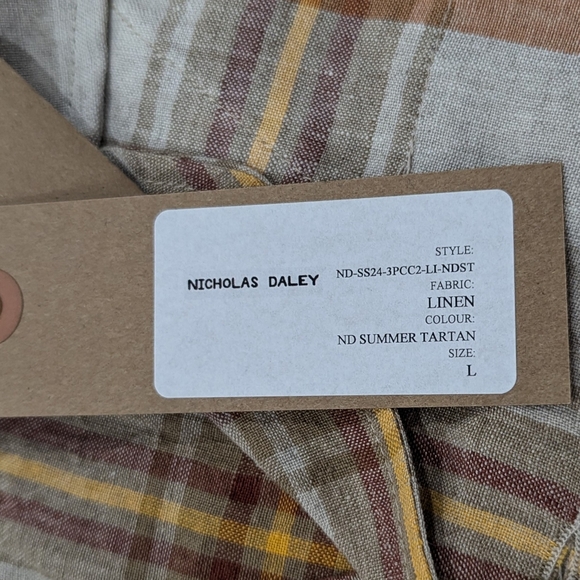 NICHOLAS DALEY
STYLE:
ND-SS24-3PCC2-LI-NDST
FABRIC:
LINEN
COLOUR:
ND SUMMER TARTAN
SIZE:
L